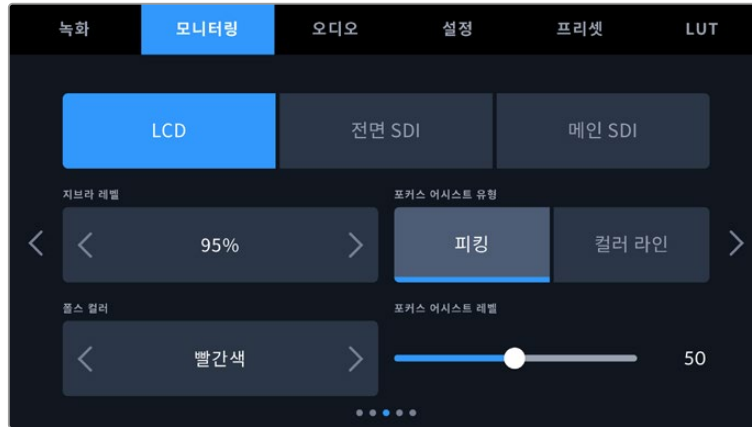 녹화 모니터링 오디오 설정 프리셋 LUT
LCD 전면 SDI 메인 SDI
지브라 레벨 포커스 어시스트 유형
95% 피킹 컬러 라인
폴스 컬러 포커스 어시스트 레벨
빨간색 50